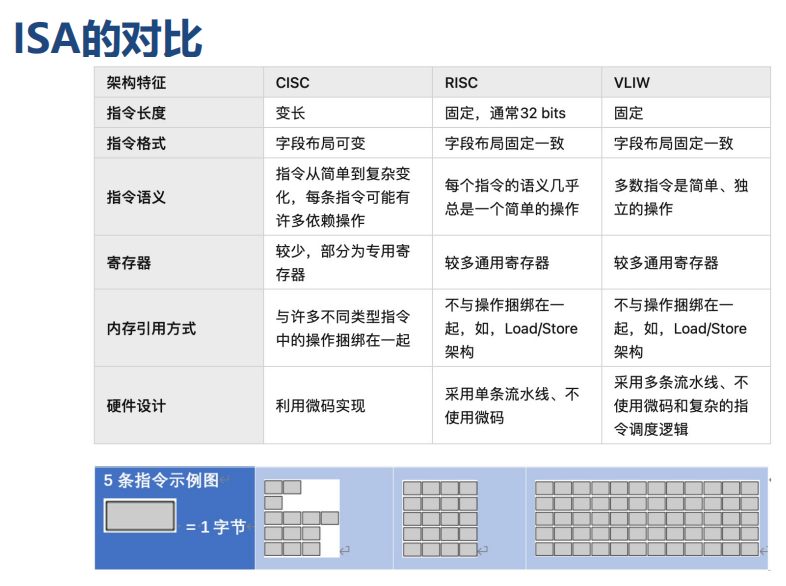 ISA的对比
架构特征 CISC RISC VLIW
指令长度 变长 固定，通常32 bits 固定
指令格式 字段布局可变 字段布局固定一致 字段布局固定一致
指令语义
指令从简单到复杂变
化，每条指令可能有
许多依赖操作
每个指令的语义几乎
总是一个简单的操作
多数指令是简单、独
立的操作
寄存器
较少，部分为专用寄
存器
较多通用寄存器
较多通用寄存器
内存引用方式
与许多不同类型指令
中的操作捆绑在一起
不与操作捆绑在一
起，如，Load/Store
架构
不与操作捆绑在一
起，如，Load/Store
架构
硬件设计
利用微码实现
采用单条流水线、不
使用微码
采用多条流水线、不
使用微码和复杂的指
令调度逻辑
5 条指令示例图
= 1 字节